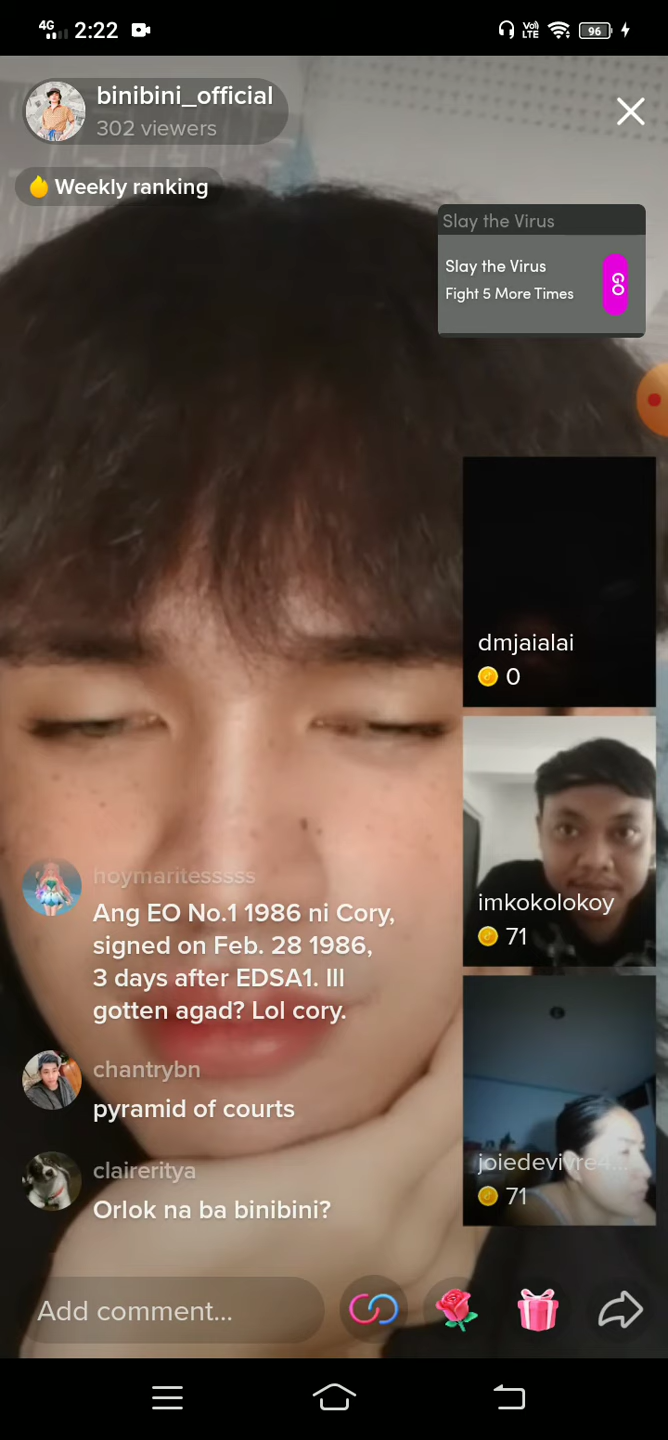 4G 2:22 Vo) LTE 96
binibini_official
302 viewers
Weekly ranking
Slay the Virus
Slay the Virus
Fight 5 More Times
GO
dmjaialai
0
imkokolokoy
71
joiedevivre4...
71
hoymaritesssss
Ang EO No.1 1986 ni Cory,
signed on Feb. 28 1986,
3 days after EDSA1. Ill
gotten agad? Lol cory.
chantrybn
pyramid of courts
claireritya
Orlok na ba binibini?
Add comment...